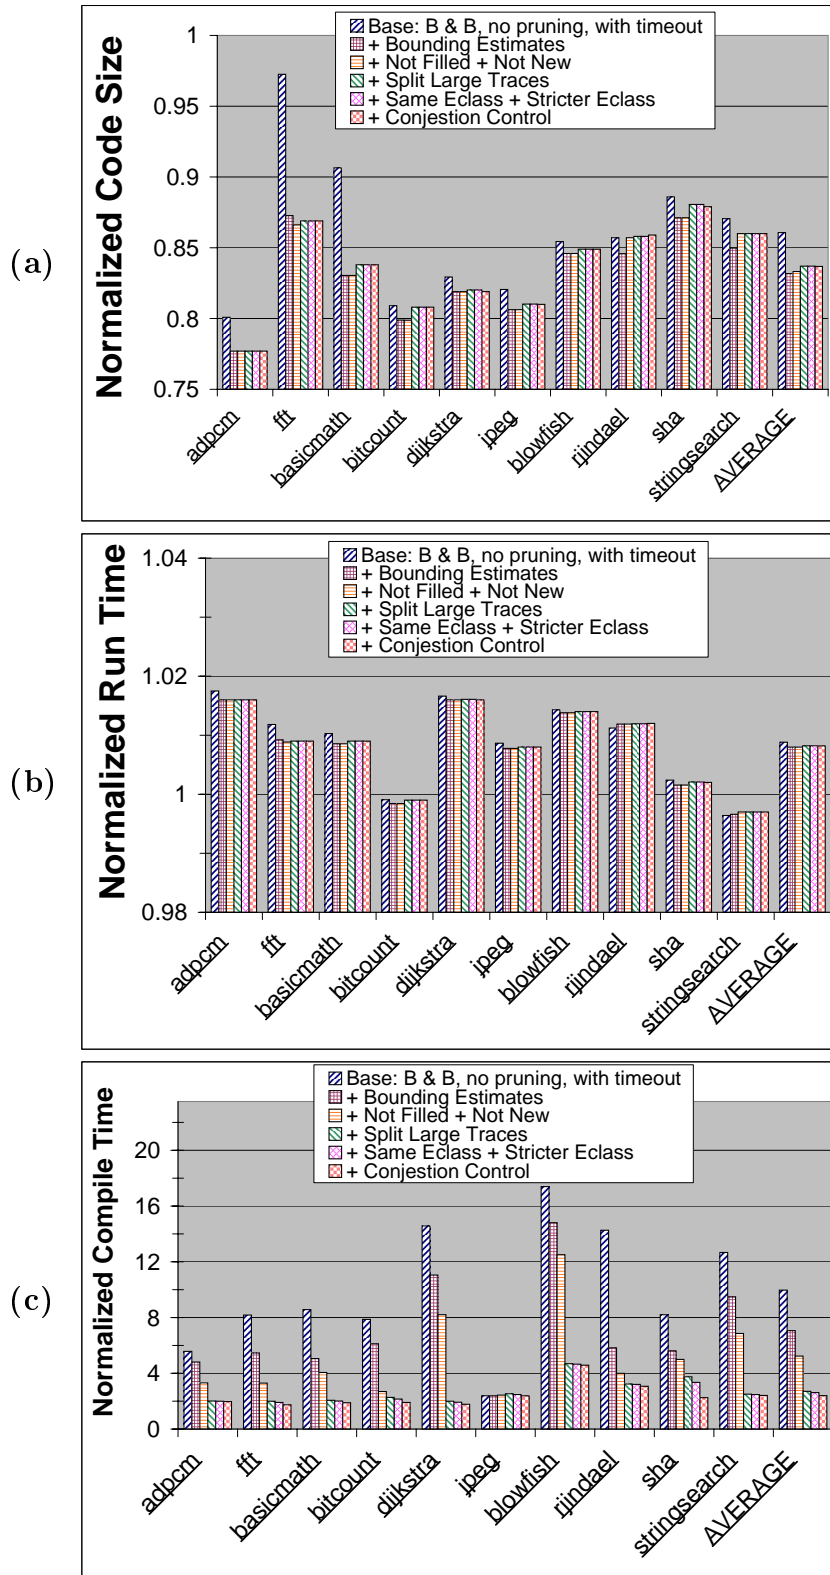 (a)
Normalized Code Size
1
0.95
0.9
0.85
0.8
0.75
Base: B & B, no pruning, with timeout
+ Bounding Estimates
+ Not Filled + Not New
+ Split Large Traces
+ Same Eclass + Stricter Eclass
+ Conjestion Control
adpcm
fft
basicmath
bitcount
dijkstra
jpeg
blowfish
rjindael
sha
stringsearch
AVERAGE
(b)
Normalized Run Time
1.04
1.02
1
0.98
Base: B & B, no pruning, with timeout
+ Bounding Estimates
+ Not Filled + Not New
+ Split Large Traces
+ Same Eclass + Stricter Eclass
+ Conjestion Control
adpcm
fft
basicmath
bitcount
dijkstra
jpeg
blowfish
rjindael
sha
stringsearch
AVERAGE
(c)
Normalized Compile Time
20
16
12
8
4
0
Base: B & B, no pruning, with timeout
+ Bounding Estimates
+ Not Filled + Not New
+ Split Large Traces
+ Same Eclass + Stricter Eclass
+ Conjestion Control
adpcm
fft
basicmath
bitcount
dijkstra
jpeg
blowfish
rjindael
sha
stringsearch
AVERAGE